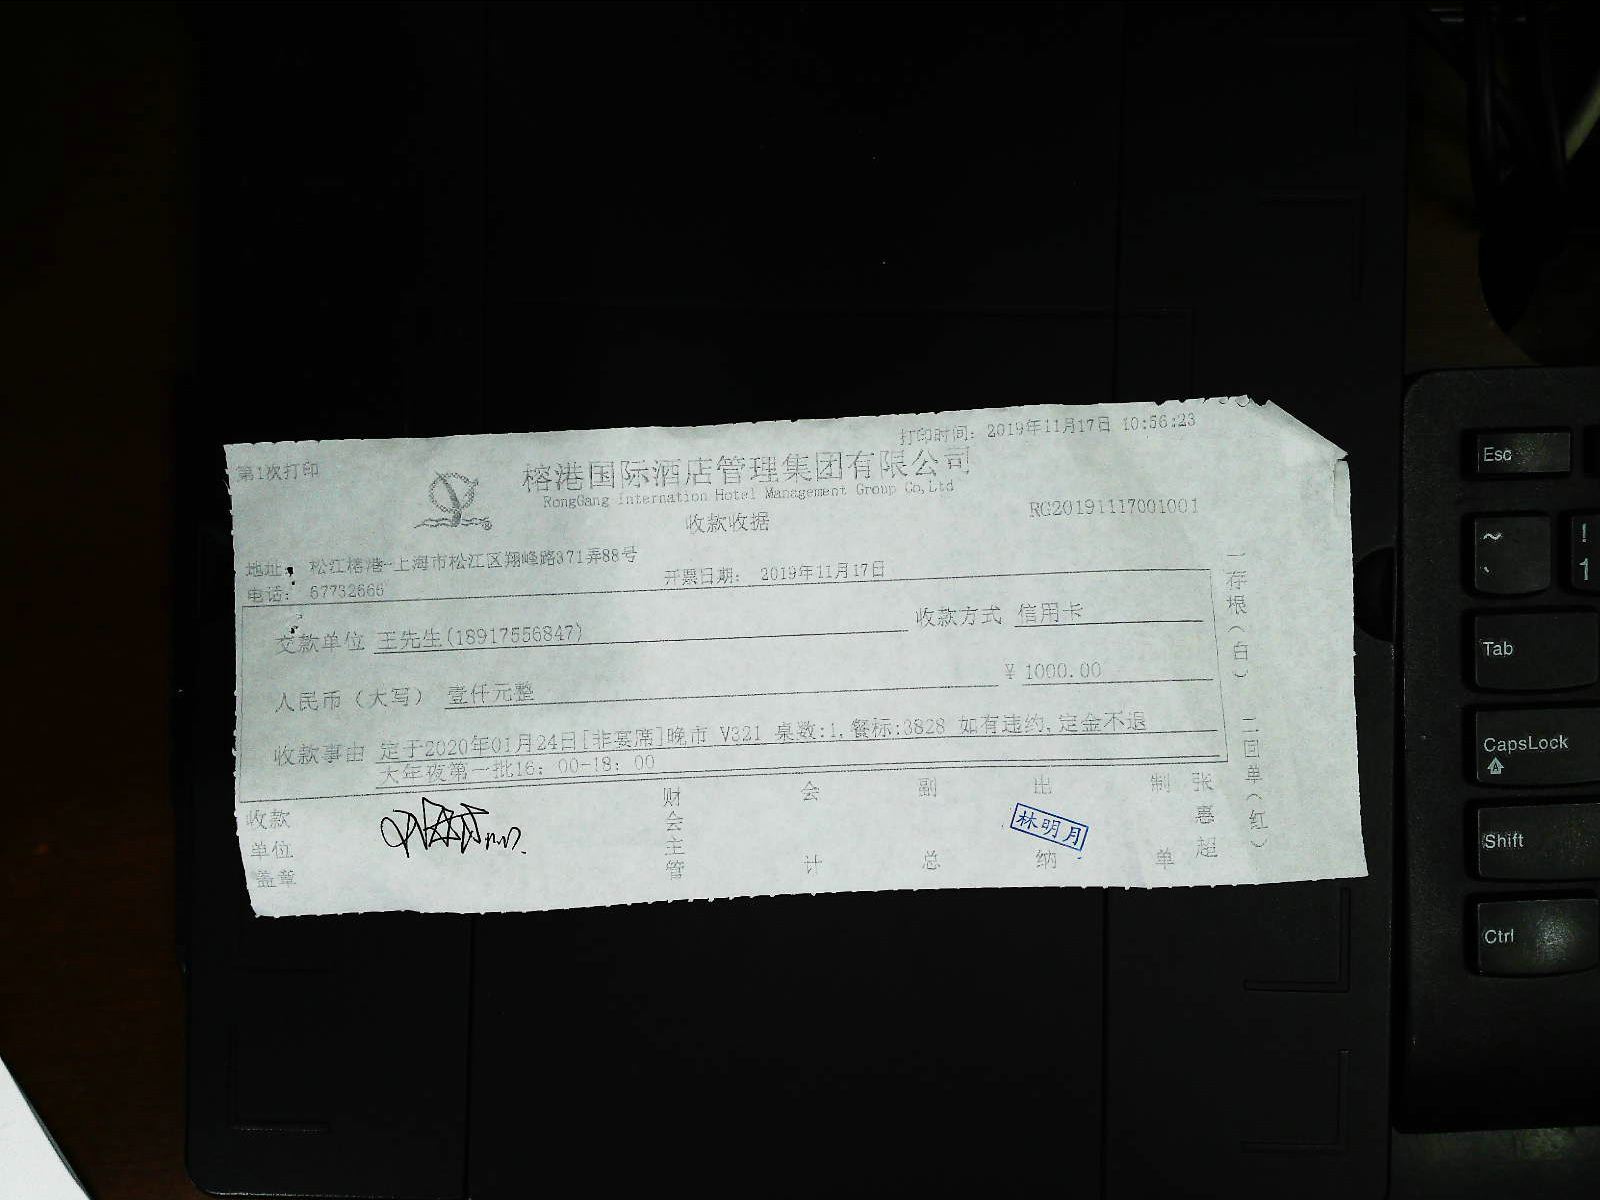 第1次打印
打印时间: 2019年11月17日 10:56:23
榕港国际酒店管理集团有限公司
RongGang International Hotel Management Group Co,Ltd
收款收据
RG20191117001001
地址: 松江榕港-上海市松江区翔峰路371弄88号
电话: 67732666
开票日期: 2019年11月17日
交款单位 王先生(18917556847)
收款方式 信用卡
人民币（大写） 壹仟元整
¥ 1000.00
收款事由 定于2020年01月24日[非宴席]晚市 V321 桌数:1,餐标:3828 如有违约,定金不退
大年夜第一批16：00-18：00
收款单位盖章
财会主管
会计
副总
出纳
林明月
制单
张惠超
一存根(白)
二回单(红)
Esc
~
`
!
1
Tab
CapsLock
A
Shift
Ctrl